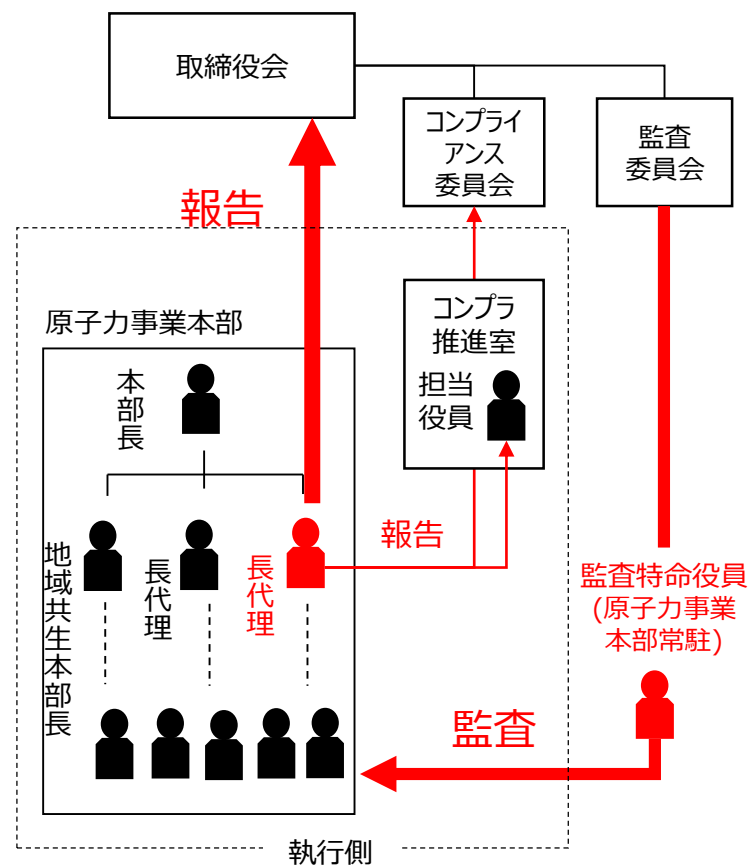 取締役会
コンプライ
アンス
委員会
監査
委員会
報告
原子力事業本部
コンプラ
推進室
担当
役員
本部長
報告
地域共生本部長
長代理
長代理
監査特命役員
(原子力事業
本部常駐)
監査
執行側